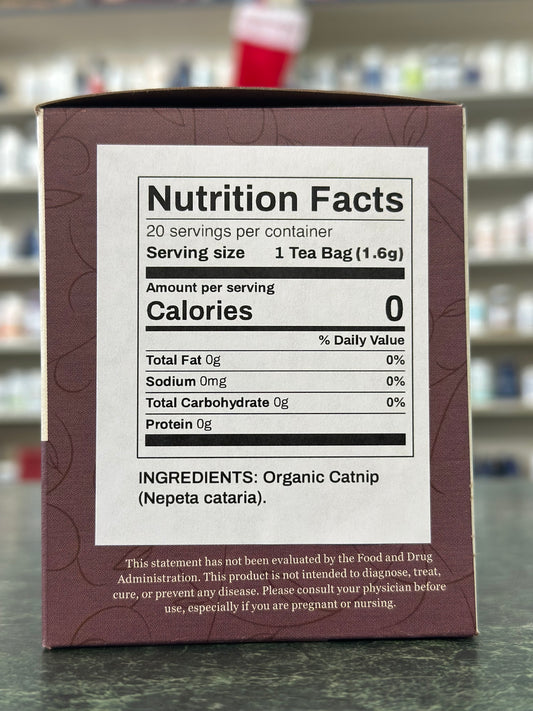 Nutrition Facts
20 servings per container
Serving size 1 Tea Bag (1.6g)
Amount per serving
Calories 0
% Daily Value
Total Fat 0g 0%
Sodium 0mg 0%
Total Carbohydrate 0g 0%
Protein 0g
INGREDIENTS: Organic Catnip
(Nepeta cataria).
This statement has not been evaluated by the Food and Drug
Administration. This product is not intended to diagnose, treat,
cure, or prevent any disease. Please consult your physician before
use, especially if you are pregnant or nursing.